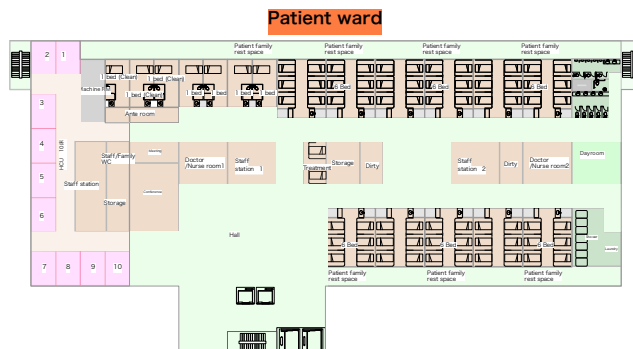 Patient ward
Patient family
rest space
Patient family
rest space
Patient family
rest space
Patient family
rest space
2
1
1 bed (Clean)
1 bed (Clean)
1 bed (Clean)
1 bed
1 bed
1 bed
6 Bed
6 Bed
6 Bed
Machine R
Ante room
3
4
5
6
HCU
Staff/Family
WC
Meeting
Conference
Staff station
Storage
Doctor
/Nurse room1
Staff
station 1
Treatment
Storage
Dirty
Staff
station 2
Dirty
Doctor
/Nurse room2
Dayroom
Hall
6 Bed
6 Bed
6 Bed
Laundry
7
8
9
10
Patient family
rest space
Patient family
rest space
Patient family
rest space